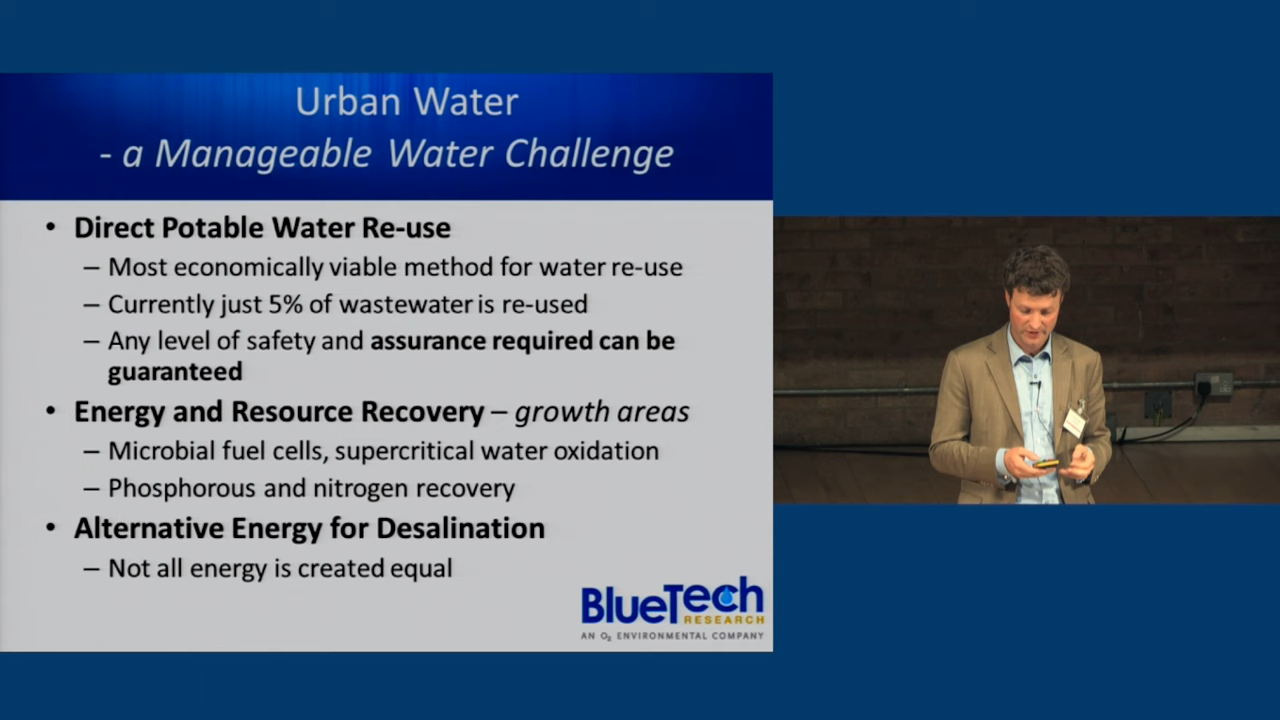 Urban Water
- a Manageable Water Challenge
• Direct Potable Water Re-use
– Most economically viable method for water re-use
– Currently just 5% of wastewater is re-used
– Any level of safety and assurance required can be
guaranteed
• Energy and Resource Recovery – growth areas
– Microbial fuel cells, supercritical water oxidation
– Phosphorous and nitrogen recovery
• Alternative Energy for Desalination
– Not all energy is created equal
BlueTech
RESEARCH
AN O₂ ENVIRONMENTAL COMPANY